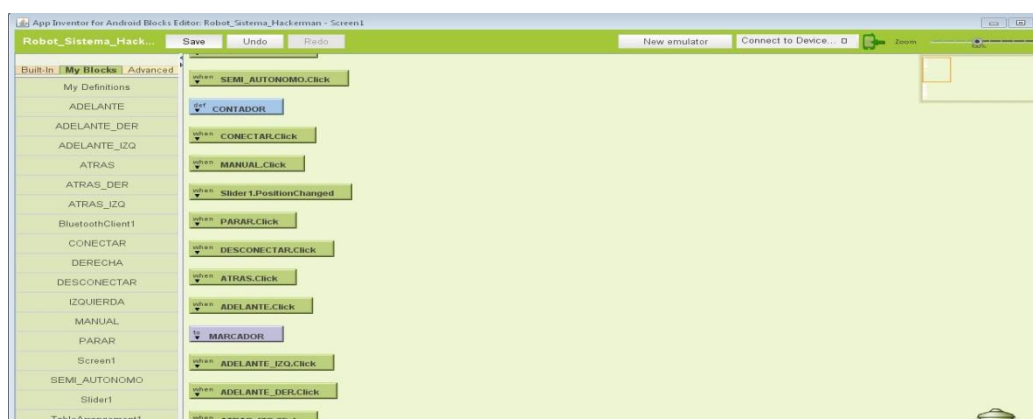 App Inventor for Android Blocks Editor: Robot_Sistema_Hackerman - Screen1
Robot_Sistema_Hack... Save Undo Redo New emulator Connect to Device... Zoom
Built-In My Blocks Advanced
My Definitions
ADELANTE
ADELANTE_DER
ADELANTE_IZQ
ATRAS
ATRAS_DER
ATRAS_IZQ
BluetoothClient1
CONECTAR
DERECHA
DESCONECTAR
IZQUIERDA
MANUAL
PARAR
Screen1
SEMI_AUTONOMO
Slider1
when SEMI_AUTONOMO.Click
def CONTADOR
when CONECTAR.Click
when MANUAL.Click
when Slider1.PositionChanged
when PARAR.Click
when DESCONECTAR.Click
when ATRAS.Click
when ADELANTE.Click
to MARCADOR
when ADELANTE_IZQ.Click
when ADELANTE_DER.Click